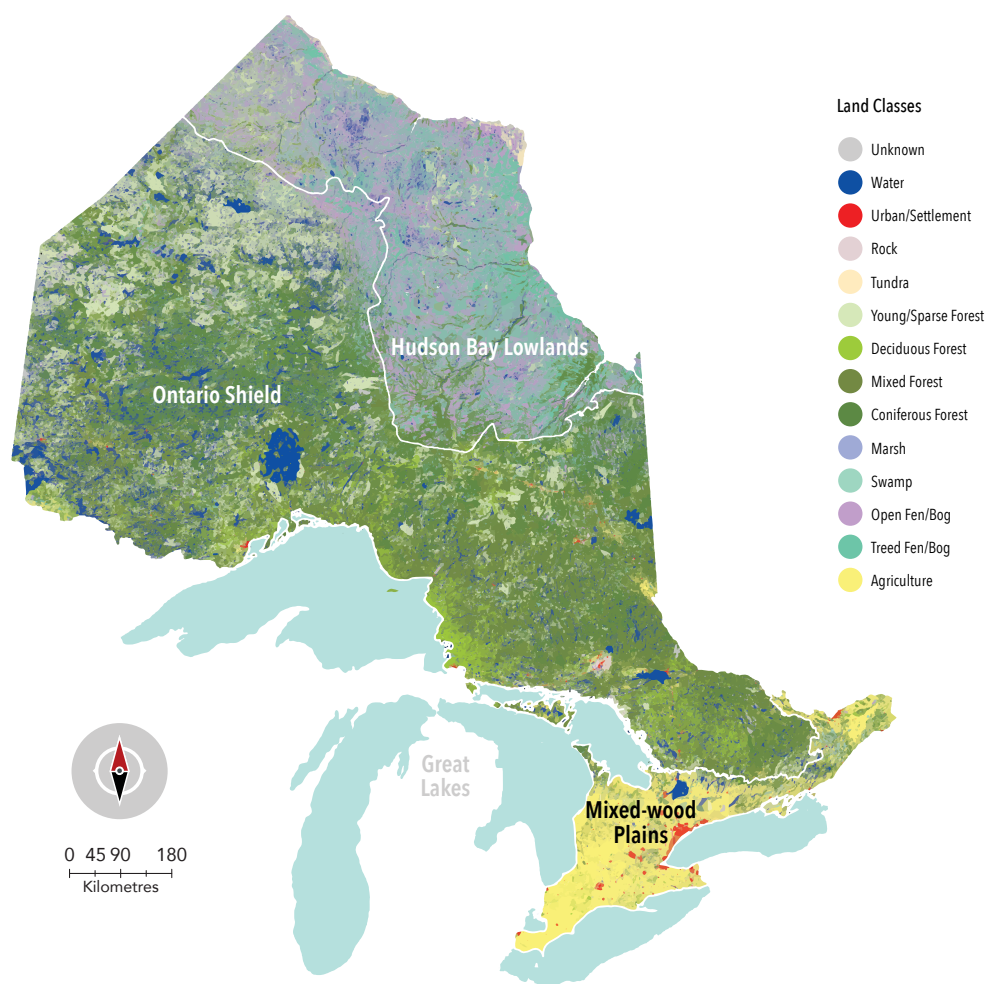 Land Classes
Unknown
Water
Urban/Settlement
Rock
Tundra
Young/Sparse Forest
Deciduous Forest
Mixed Forest
Coniferous Forest
Marsh
Swamp
Open Fen/Bog
Treed Fen/Bog
Agriculture
Hudson Bay Lowlands
Ontario Shield
Great
Lakes
Mixed-wood
Plains
0 45 90 180
Kilometres